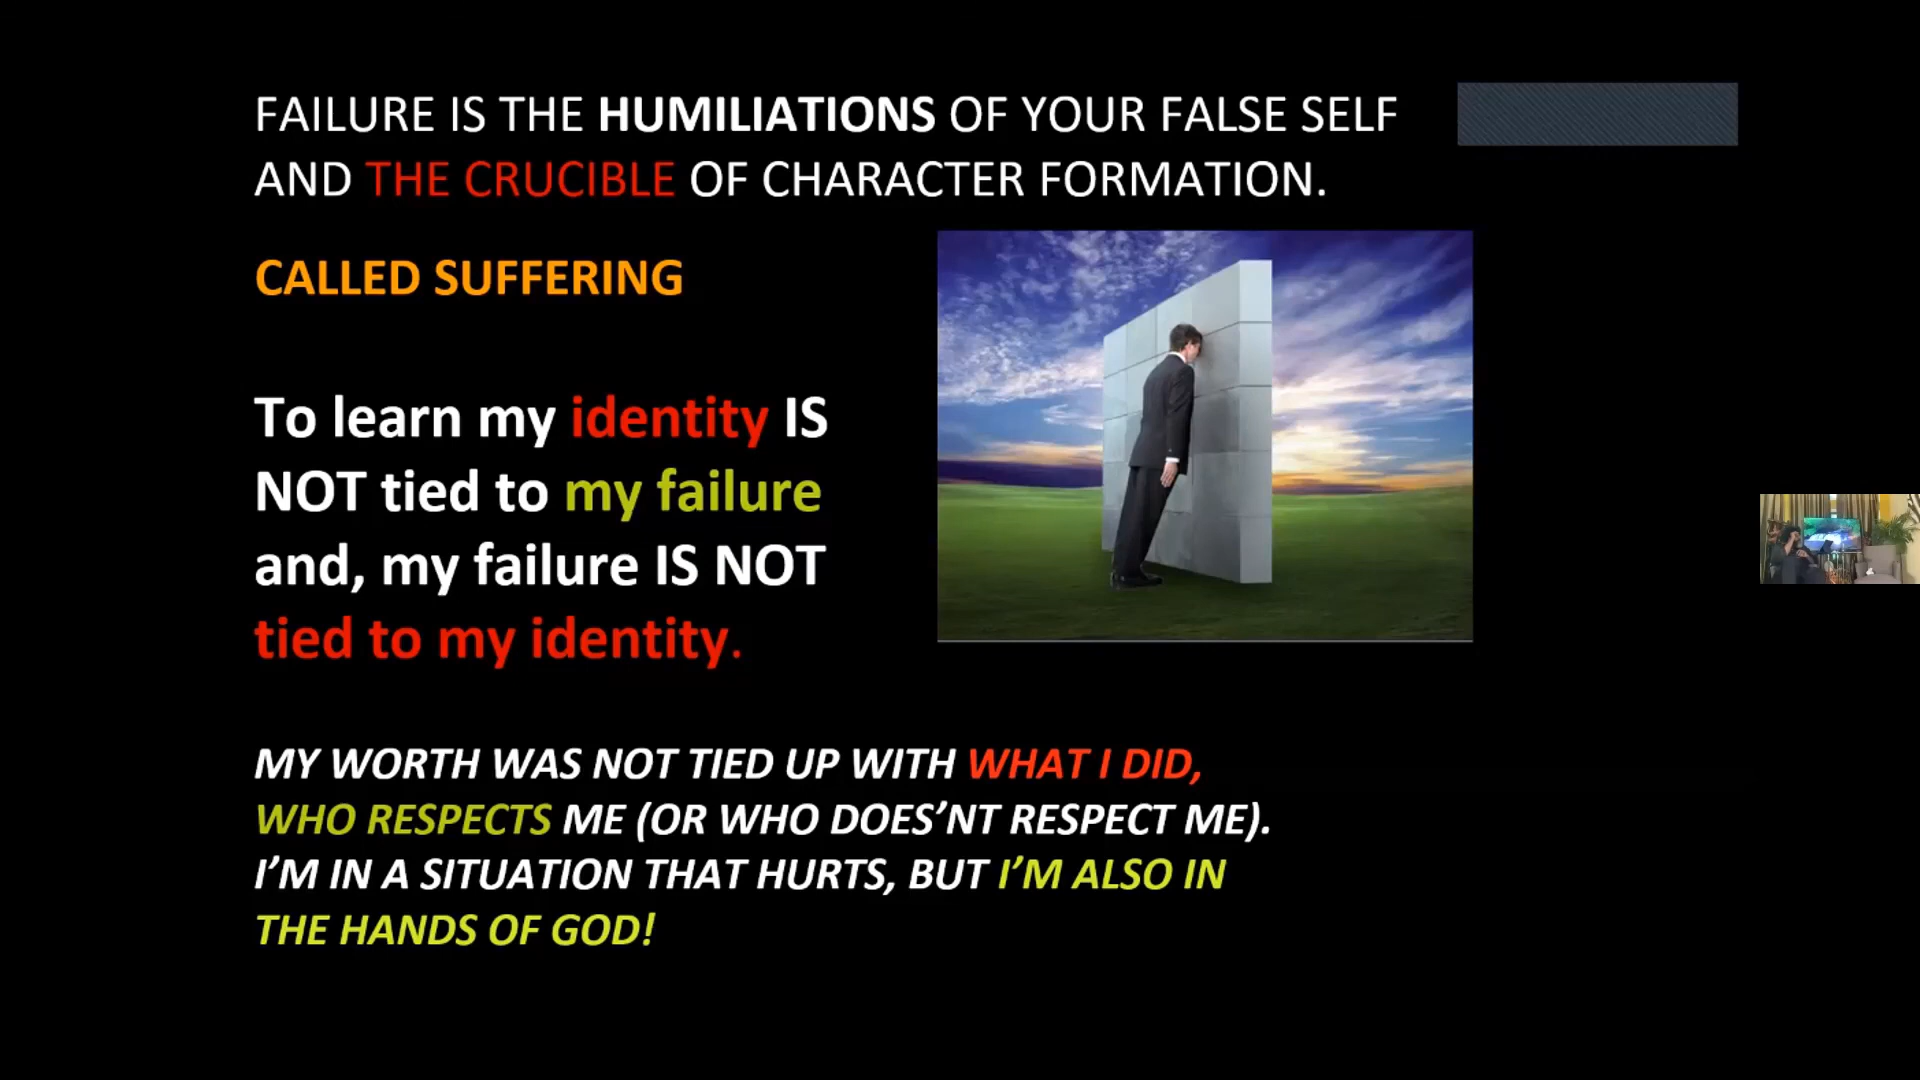 FAILURE IS THE HUMILIATIONS OF YOUR FALSE SELF
AND THE CRUCIBLE OF CHARACTER FORMATION.
CALLED SUFFERING
To learn my identity IS
NOT tied to my failure
and, my failure IS NOT
tied to my identity.
MY WORTH WAS NOT TIED UP WITH WHAT I DID,
WHO RESPECTS ME (OR WHO DOES’NT RESPECT ME).
I’M IN A SITUATION THAT HURTS, BUT I’M ALSO IN
THE HANDS OF GOD!